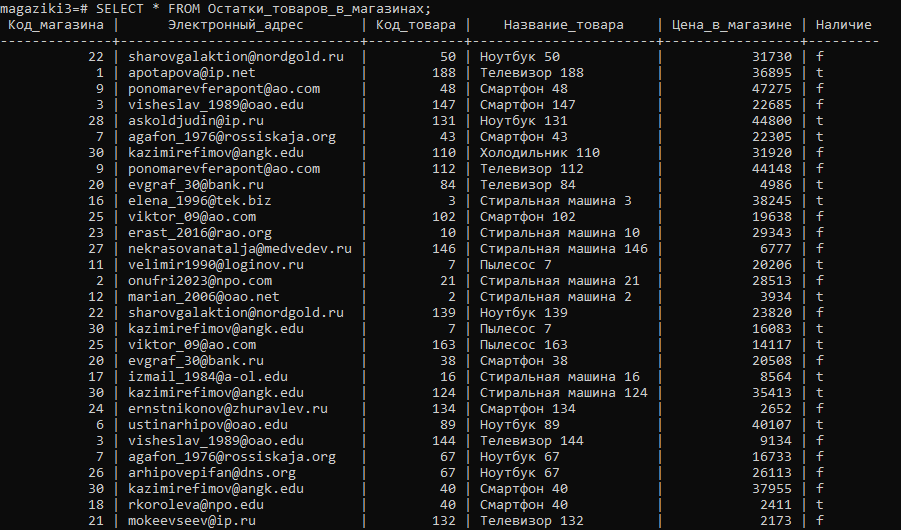 magaziki3=# SELECT * FROM Остатки_товаров_в_магазинах;
Код_магазина | Электронный_адрес | Код_товара | Название_товара | Цена_в_магазине | Наличие
22 | sharovgalaktion@nordgold.ru | 50 | Ноутбук 50 | 31730 | f
1 | apotapova@ip.net | 188 | Телевизор 188 | 36895 | t
9 | ponomarevferapont@ao.com | 48 | Смартфон 48 | 47275 | f
3 | visheslav_1989@oao.edu | 147 | Смартфон 147 | 22685 | f
28 | askoldjudin@ip.ru | 131 | Ноутбук 131 | 44800 | t
7 | agafon_1976@rossiskaja.org | 43 | Смартфон 43 | 22305 | t
30 | kazimirefimov@angk.edu | 110 | Холодильник 110 | 31920 | f
9 | ponomarevferapont@ao.com | 112 | Телевизор 112 | 44148 | f
20 | evgraf_30@bank.ru | 84 | Телевизор 84 | 4986 | t
16 | elena_1996@tek.biz | 3 | Стиральная машина 3 | 38245 | t
25 | viktor_09@ao.com | 102 | Смартфон 102 | 19638 | f
23 | erast_2016@rao.org | 10 | Стиральная машина 10 | 29343 | f
27 | nekrasovanatalja@medvedev.ru | 146 | Стиральная машина 146 | 6777 | f
11 | velimir1990@loginov.ru | 7 | Пылесос 7 | 20206 | t
2 | onufri2023@npo.com | 21 | Стиральная машина 21 | 28513 | f
12 | marian_2006@oao.net | 2 | Стиральная машина 2 | 3934 | t
22 | sharovgalaktion@nordgold.ru | 139 | Ноутбук 139 | 23820 | f
30 | kazimirefimov@angk.edu | 7 | Пылесос 7 | 16083 | t
25 | viktor_09@ao.com | 163 | Пылесос 163 | 14117 | t
20 | evgraf_30@bank.ru | 38 | Смартфон 38 | 20508 | f
17 | izmail_1984@a-ol.edu | 16 | Стиральная машина 16 | 8564 | t
30 | kazimirefimov@angk.edu | 124 | Стиральная машина 124 | 35413 | t
24 | ernstnikonov@zhuravlev.ru | 134 | Смартфон 134 | 2652 | f
6 | ustinarhipov@oao.edu | 89 | Ноутбук 89 | 40107 | t
3 | visheslav_1989@oao.edu | 144 | Телевизор 144 | 9134 | f
7 | agafon_1976@rossiskaja.org | 67 | Ноутбук 67 | 16733 | f
26 | arhipovepifan@dns.org | 67 | Ноутбук 67 | 26113 | f
30 | kazimirefimov@angk.edu | 40 | Смартфон 40 | 37955 | f
18 | rkoroleva@npo.edu | 40 | Смартфон 40 | 2411 | t
21 | mokeevseev@ip.ru | 132 | Телевизор 132 | 2173 | f